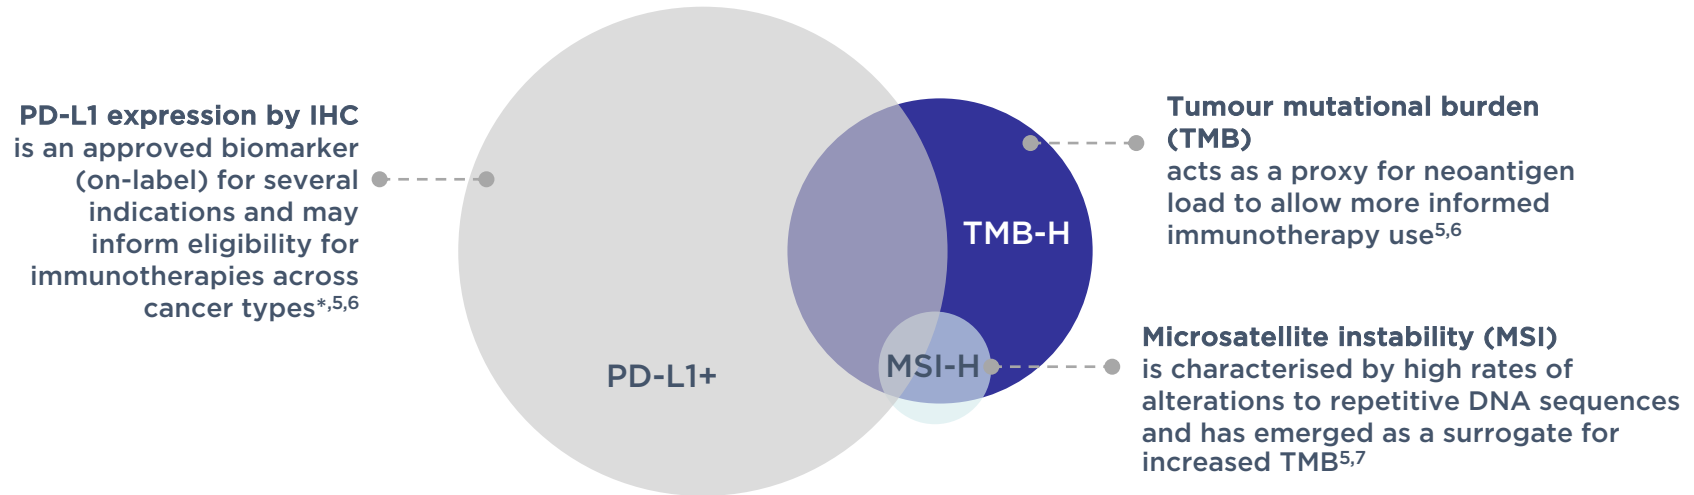 PD-L1 expression by IHC
is an approved biomarker
(on-label) for several
indications and may
inform eligibility for
immunotherapies across
cancer types*,5,6
PD-L1+
TMB-H
MSI-H
Tumour mutational burden
(TMB)
acts as a proxy for neoantigen
load to allow more informed
immunotherapy use5,6
Microsatellite instability (MSI)
is characterised by high rates of
alterations to repetitive DNA sequences
and has emerged as a surrogate for
increased TMB5,7